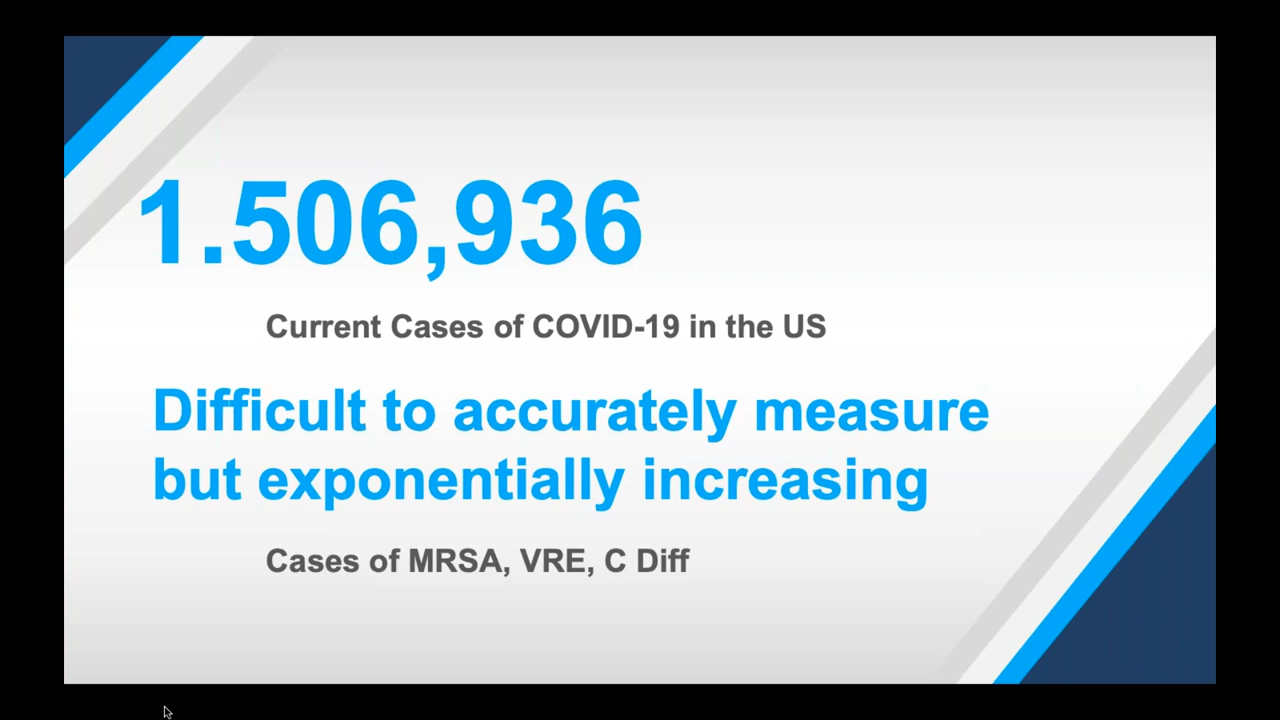 1.506,936
Current Cases of COVID-19 in the US
Difficult to accurately measure
but exponentially increasing
Cases of MRSA, VRE, C Diff